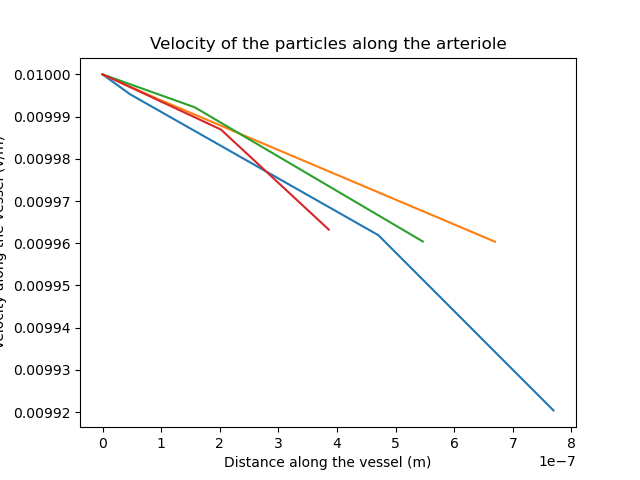 Velocity of the particles along the arteriole
0.01000
0.00999
0.00998
0.00997
0.00996
0.00995
0.00994
0.00993
0.00992
along the vessel (v/m)
0 1 2 3 4 5 6 7 8
1e−7
Distance along the vessel (m)